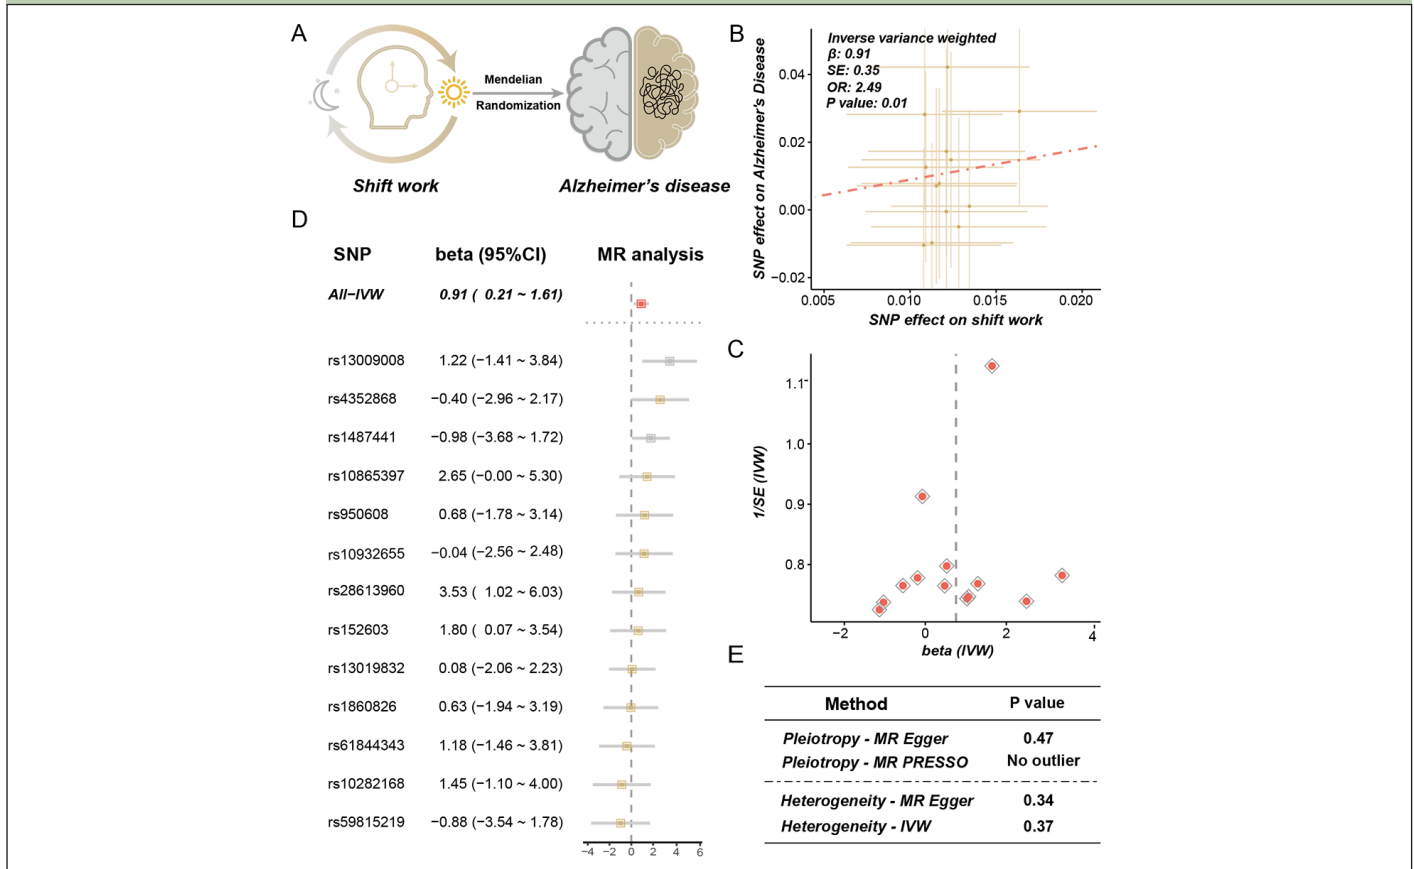 A
Mendelian
Randomization
Shift work
Alzheimer's disease
B
Inverse variance weighted
β: 0.91
SE: 0.35
OR: 2.49
P value: 0.01
SNP effect on Alzheimer's Disease
0.04
0.02
0.00
−0.02
0.005
0.010
0.015
0.020
SNP effect on shift work
D
SNP beta (95%CI) MR analysis
All−IVW 0.91 ( 0.21 ~ 1.61)
rs13009008 1.22 (−1.41 ~ 3.84)
rs4352868 −0.40 (−2.96 ~ 2.17)
rs1487441 −0.98 (−3.68 ~ 1.72)
rs10865397 2.65 (−0.00 ~ 5.30)
rs950608 0.68 (−1.78 ~ 3.14)
rs10932655 −0.04 (−2.56 ~ 2.48)
rs28613960 3.53 ( 1.02 ~ 6.03)
rs152603 1.80 ( 0.07 ~ 3.54)
rs13019832 0.08 (−2.06 ~ 2.23)
rs1860826 0.63 (−1.94 ~ 3.19)
rs61844343 1.18 (−1.46 ~ 3.81)
rs10282168 1.45 (−1.10 ~ 4.00)
rs59815219 −0.88 (−3.54 ~ 1.78)
−4 −2 0 2 4 6
C
1/SE (IVW)
1.1
1.0
0.9
0.8
−2 0 2 4
beta (IVW)
E
Method P value
Pleiotropy - MR Egger 0.47
Pleiotropy - MR PRESSO No outlier
Heterogeneity - MR Egger 0.34
Heterogeneity - IVW 0.37